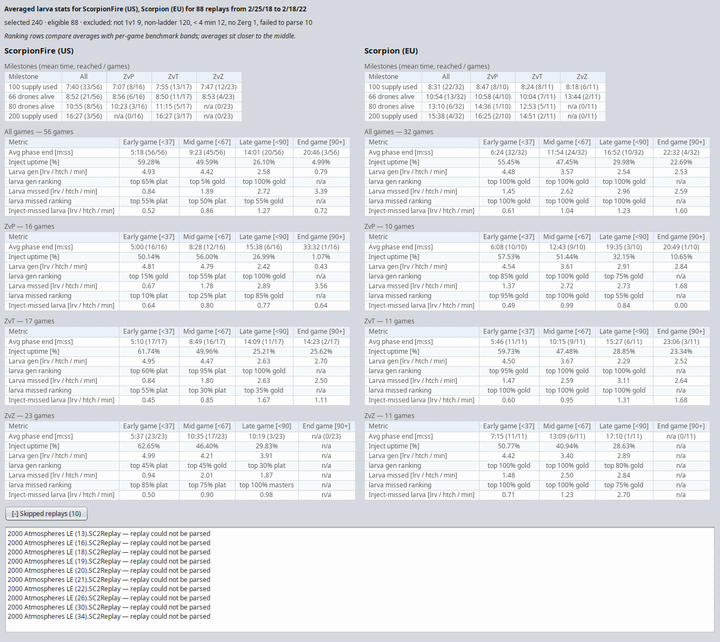 Averaged larva stats for ScorpionFire (US), Scorpion (EU) for 88 replays from 2/25/18 to 2/18/22
selected 240 · eligible 88 · excluded: not 1v1 9, non-ladder 120, < 4 min 12, no Zerg 1, failed to parse 10
Ranking rows compare averages with per-game benchmark bands; averages sit closer to the middle.
ScorpionFire (US)
Milestones (mean time, reached / games)
Milestone All ZvP ZvT ZvZ
100 supply used 7:40 (33/56) 7:07 (8/16) 7:55 (13/17) 7:47 (12/23)
66 drones alive 8:52 (21/56) 8:56 (6/16) 8:50 (11/17) 8:53 (4/23)
80 drones alive 10:55 (8/56) 10:23 (3/16) 11:15 (5/17) n/a (0/23)
200 supply used 16:27 (3/56) n/a (0/16) 16:27 (3/17) n/a (0/23)
All games — 56 games
Metric Early game [<37] Mid game [<67] Late game [<90] End game [90+]
Avg phase end [m:ss] 5:18 (56/56) 9:23 (45/56) 14:01 (20/56) 20:46 (3/56)
Inject uptime [%] 59.28% 49.59% 26.10% 4.99%
Larva gen [lrv / htch / min] 4.93 4.42 2.58 0.79
larva gen ranking top 65% plat top 5% gold top 100% gold n/a
Larva missed [lrv / htch / min] 0.84 1.89 2.72 3.39
larva missed ranking top 55% plat top 50% plat top 55% gold n/a
Inject-missed larva [lrv / htch / min] 0.52 0.86 1.27 0.72
ZvP — 16 games
Metric Early game [<37] Mid game [<67] Late game [<90] End game [90+]
Avg phase end [m:ss] 5:00 (16/16) 8:28 (12/16) 15:38 (6/16) 33:32 (1/16)
Inject uptime [%] 50.14% 56.00% 26.99% 1.07%
Larva gen [lrv / htch / min] 4.81 4.79 2.42 0.43
larva gen ranking top 15% gold top 55% plat top 100% gold n/a
Larva missed [lrv / htch / min] 0.67 1.78 2.89 3.56
larva missed ranking top 10% plat top 25% plat top 85% gold n/a
Inject-missed larva [lrv / htch / min] 0.64 0.80 0.77 0.64
ZvT — 17 games
Metric Early game [<37] Mid game [<67] Late game [<90] End game [90+]
Avg phase end [m:ss] 5:10 (17/17) 8:49 (16/17) 14:09 (11/17) 14:23 (2/17)
Inject uptime [%] 61.74% 49.96% 25.21% 25.62%
Larva gen [lrv / htch / min] 4.95 4.47 2.63 2.70
larva gen ranking top 60% plat top 95% plat top 100% gold n/a
Larva missed [lrv / htch / min] 0.84 1.80 2.63 2.50
larva missed ranking top 55% plat top 30% plat top 35% gold n/a
Inject-missed larva [lrv / htch / min] 0.45 0.85 1.67 1.11
ZvZ — 23 games
Metric Early game [<37] Mid game [<67] Late game [<90] End game [90+]
Avg phase end [m:ss] 5:37 (23/23) 10:35 (17/23) 10:19 (3/23) n/a (0/23)
Inject uptime [%] 62.65% 46.40% 29.83% n/a
Larva gen [lrv / htch / min] 4.99 4.21 3.91 n/a
larva gen ranking top 45% plat top 45% gold top 30% plat n/a
Larva missed [lrv / htch / min] 0.94 2.01 1.87 n/a
larva missed ranking top 85% plat top 75% plat top 100% masters n/a
Inject-missed larva [lrv / htch / min] 0.50 0.90 0.98 n/a
Scorpion (EU)
Milestones (mean time, reached / games)
Milestone All ZvP ZvT ZvZ
100 supply used 8:31 (22/32) 8:47 (8/10) 8:24 (8/11) 8:18 (6/11)
66 drones alive 10:54 (13/32) 10:58 (4/10) 10:04 (7/11) 13:44 (2/11)
80 drones alive 13:10 (6/32) 14:36 (1/10) 12:53 (5/11) n/a (0/11)
200 supply used 15:38 (4/32) 16:25 (2/10) 14:51 (2/11) n/a (0/11)
All games — 32 games
Metric Early game [<37] Mid game [<67] Late game [<90] End game [90+]
Avg phase end [m:ss] 6:24 (32/32) 11:54 (24/32) 16:52 (10/32) 22:32 (4/32)
Inject uptime [%] 55.45% 47.45% 29.98% 22.69%
Larva gen [lrv / htch / min] 4.48 3.57 2.54 2.53
larva gen ranking top 100% gold top 100% gold top 100% gold n/a
Larva missed [lrv / htch / min] 1.45 2.62 2.96 2.59
larva missed ranking top 100% gold top 100% gold top 100% gold n/a
Inject-missed larva [lrv / htch / min] 0.61 1.04 1.23 1.60
ZvP — 10 games
Metric Early game [<37] Mid game [<67] Late game [<90] End game [90+]
Avg phase end [m:ss] 6:08 (10/10) 12:43 (9/10) 19:35 (3/10) 20:49 (1/10)
Inject uptime [%] 57.53% 51.44% 32.15% 10.65%
Larva gen [lrv / htch / min] 4.54 3.61 2.91 2.84
larva gen ranking top 85% gold top 100% gold top 75% gold n/a
Larva missed [lrv / htch / min] 1.37 2.72 2.73 1.68
larva missed ranking top 95% gold top 100% gold top 55% gold n/a
Inject-missed larva [lrv / htch / min] 0.49 0.99 0.84 0.00
ZvT — 11 games
Metric Early game [<37] Mid game [<67] Late game [<90] End game [90+]
Avg phase end [m:ss] 5:46 (11/11) 10:15 (9/11) 15:27 (6/11) 23:06 (3/11)
Inject uptime [%] 59.73% 47.48% 28.85% 23.34%
Larva gen [lrv / htch / min] 4.50 3.67 2.29 2.52
larva gen ranking top 95% gold top 100% gold top 100% gold n/a
Larva missed [lrv / htch / min] 1.47 2.59 3.11 2.64
larva missed ranking top 100% gold top 100% gold top 100% gold n/a
Inject-missed larva [lrv / htch / min] 0.60 0.95 1.31 1.68
ZvZ — 11 games
Metric Early game [<37] Mid game [<67] Late game [<90] End game [90+]
Avg phase end [m:ss] 7:15 (11/11) 13:09 (6/11) 17:10 (1/11) n/a (0/11)
Inject uptime [%] 50.77% 40.94% 28.63% n/a
Larva gen [lrv / htch / min] 4.42 3.40 2.89 n/a
larva gen ranking top 100% gold top 100% gold top 80% gold n/a
Larva missed [lrv / htch / min] 1.48 2.50 2.84 n/a
larva missed ranking top 100% gold top 100% gold top 75% gold n/a
Inject-missed larva [lrv / htch / min] 0.71 1.23 2.70 n/a
[-] Skipped replays (10)
2000 Atmospheres LE (13).SC2Replay — replay could not be parsed
2000 Atmospheres LE (16).SC2Replay — replay could not be parsed
2000 Atmospheres LE (18).SC2Replay — replay could not be parsed
2000 Atmospheres LE (19).SC2Replay — replay could not be parsed
2000 Atmospheres LE (20).SC2Replay — replay could not be parsed
2000 Atmospheres LE (21).SC2Replay — replay could not be parsed
2000 Atmospheres LE (22).SC2Replay — replay could not be parsed
2000 Atmospheres LE (26).SC2Replay — replay could not be parsed
2000 Atmospheres LE (30).SC2Replay — replay could not be parsed
2000 Atmospheres LE (34).SC2Replay — replay could not be parsed